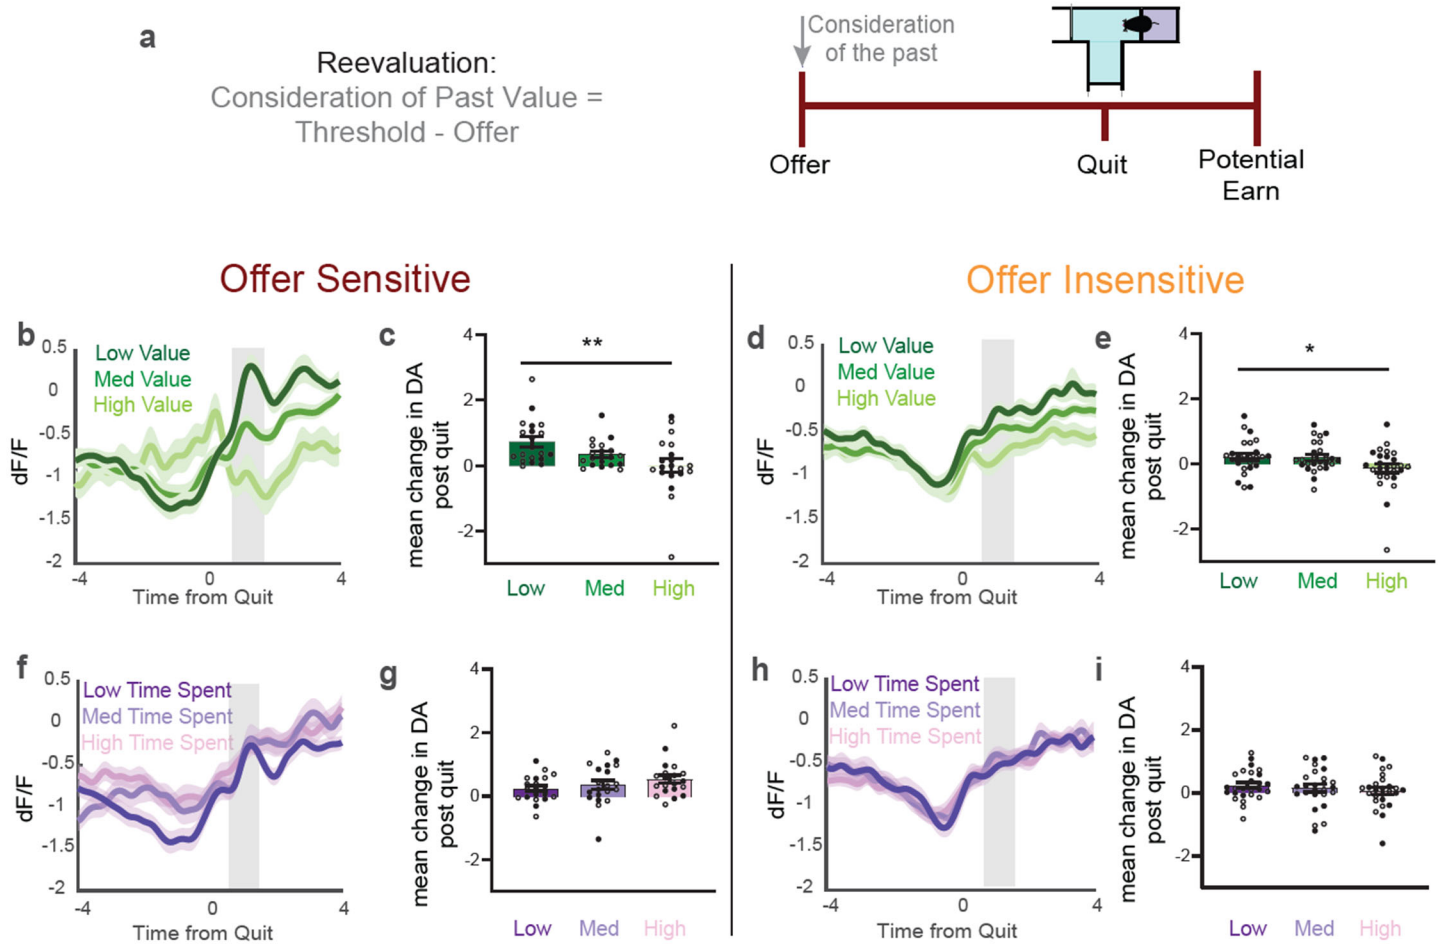 a
Reevaluation:
Consideration of Past Value =
Threshold - Offer
Consideration
of the past
Offer
Quit
Potential
Earn
Offer Sensitive
Offer Insensitive
b
Low Value
Med Value
High Value
0.5
0
-0.5
-1
-1.5
-2
dF/F
-4
0
4
Time from Quit
c
**
4
2
0
-2
mean change in DA
post quit
Low
Med
High
d
Low Value
Med Value
High Value
0.5
0
-0.5
-1
-1.5
-2
dF/F
-4
0
4
Time from Quit
e
*
4
2
0
-2
mean change in DA
post quit
Low
Med
High
f
Low Time Spent
Med Time Spent
High Time Spent
0.5
0
-0.5
-1
-1.5
-2
dF/F
-4
0
4
Time from Quit
g
4
2
0
-2
mean change in DA
post quit
Low
Med
High
h
Low Time Spent
Med Time Spent
High Time Spent
0.5
0
-0.5
-1
-1.5
-2
dF/F
-4
0
4
Time from Quit
i
4
2
0
-2
mean change in DA
post quit
Low
Med
High